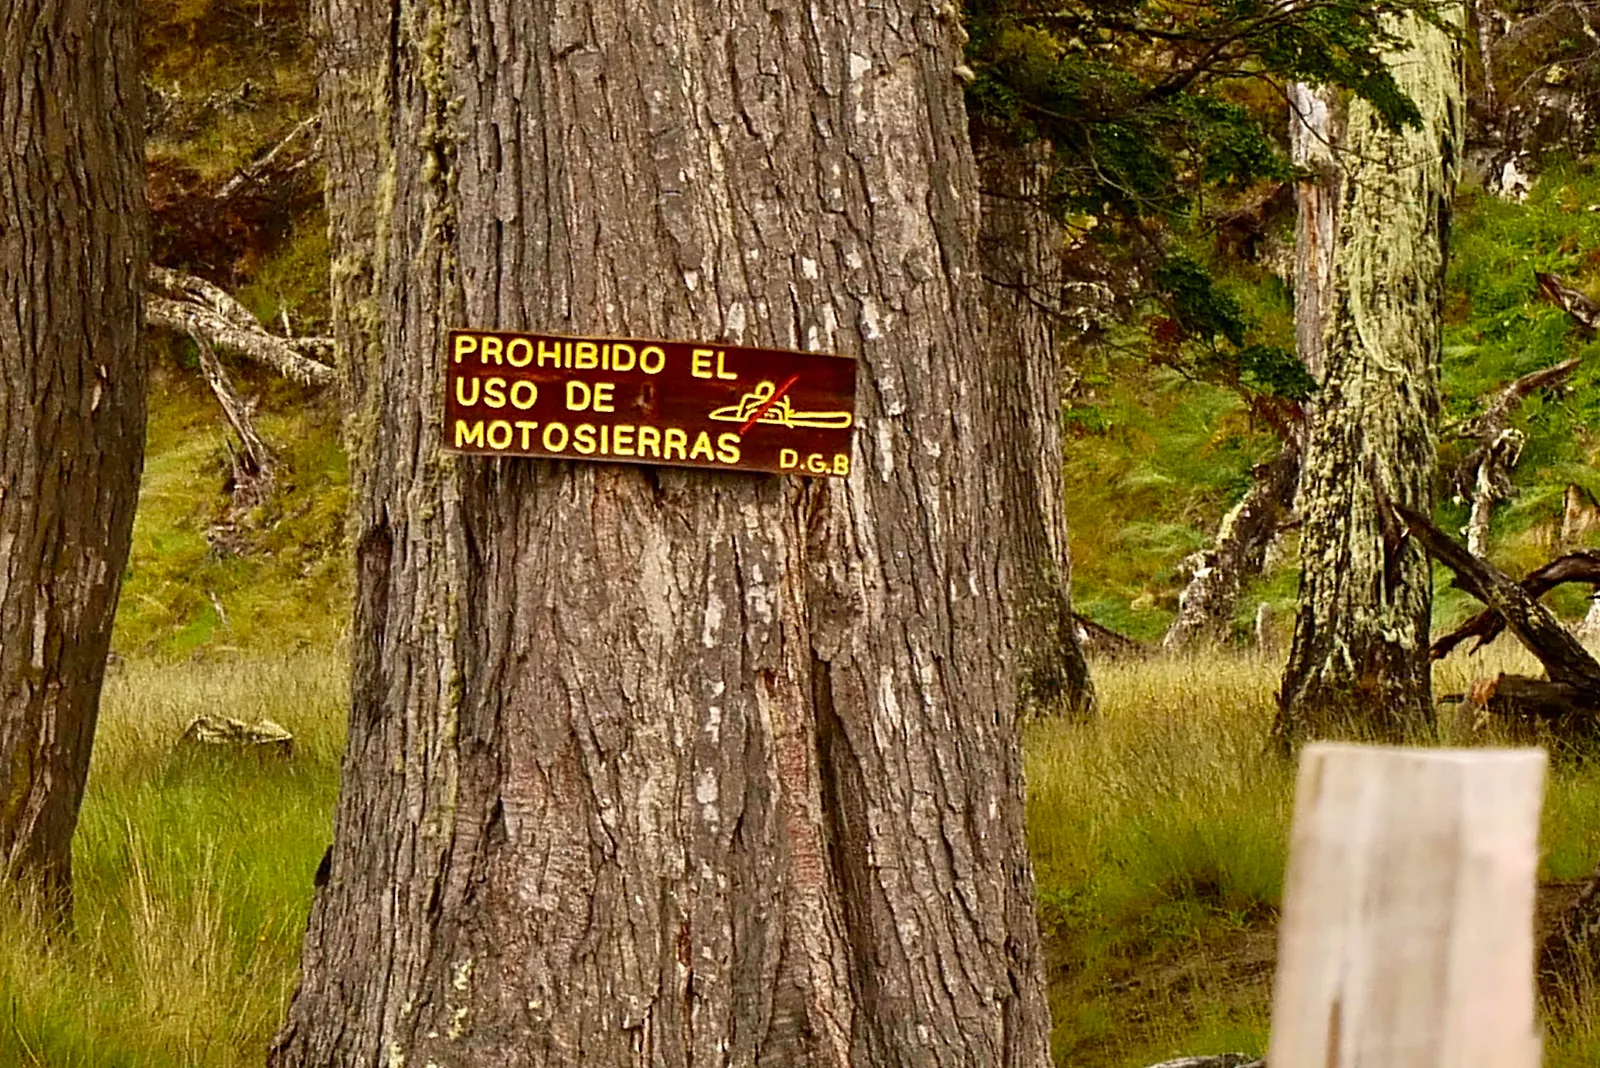 PROHIBIDO EL
USO DE
MOTOSIERRAS
D.G.B